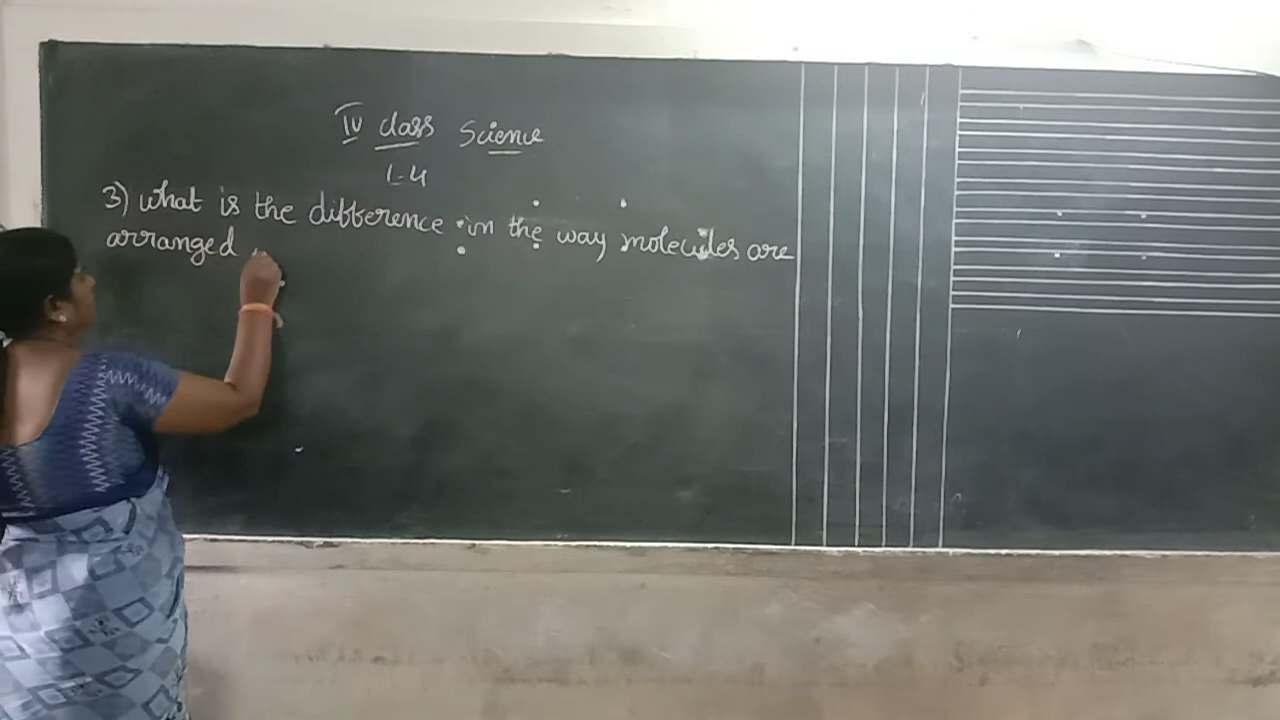 IV class Science
L-4
3) what is the difference in the way molecules are
arranged